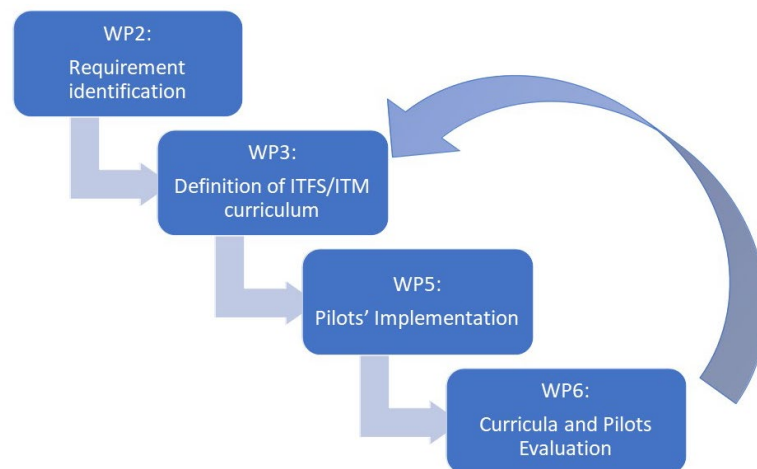 WP2:
Requirement
identification
WP3:
Definition of ITFS/ITM
curriculum
WP5:
Pilots’ Implementation
WP6:
Curricula and Pilots
Evaluation